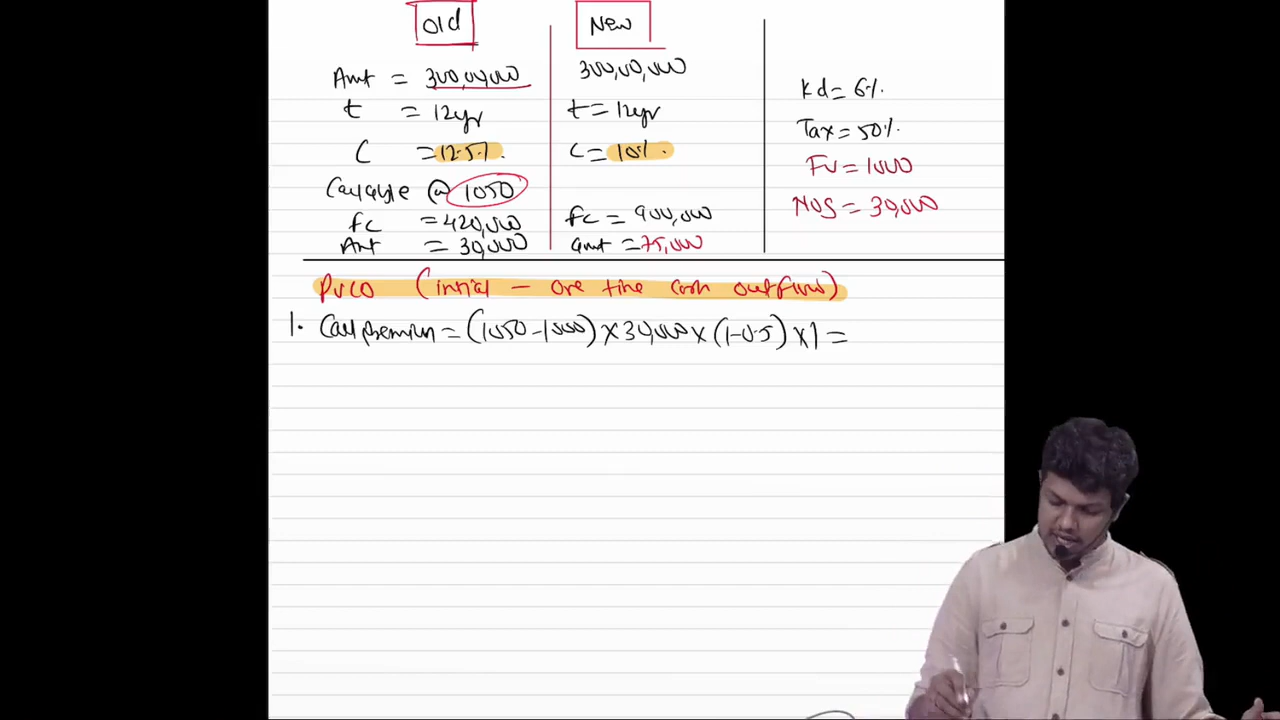 Old
New
Amt = 300,00,000
300,00,000
t = 12yr
t = 12yr
C = 12.5%.
C = 10%.
Callable @ 1050
fc = 420,000
fc = 900,000
Amt = 30,000
amt = 75,000
Kd = 6%.
Tax = 50%.
FV = 1000
NOS = 30,000
PVCO (initial - one time cash outflow)
1. Call premium = (1050-1000) × 30,000 × (1-0.5) × 1 =